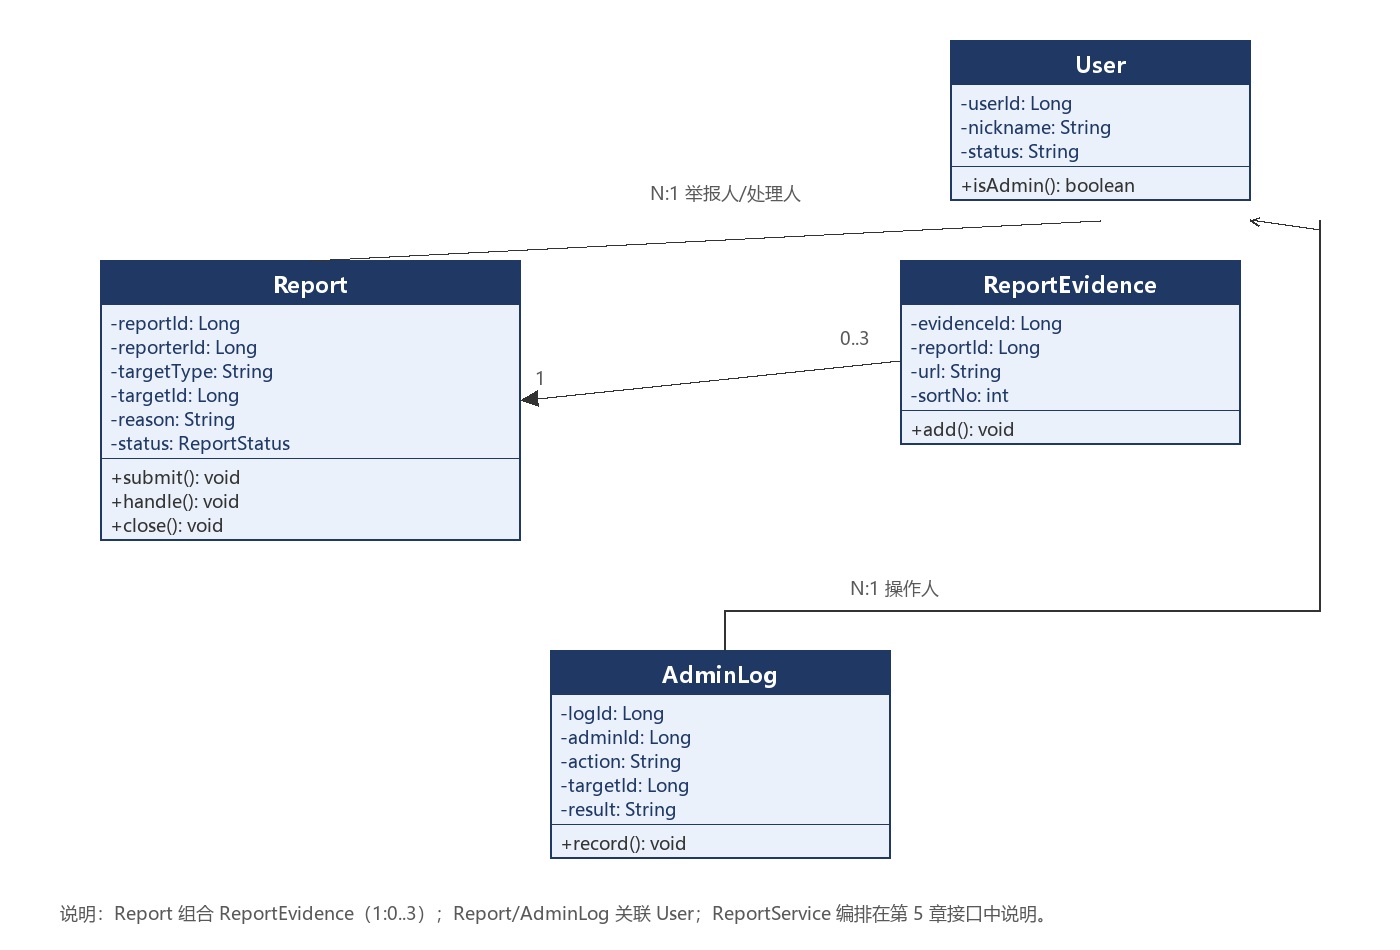 User
-userId: Long
-nickname: String
-status: String
+isAdmin(): boolean
N:1 举报人/处理人
Report
-reportId: Long
-reporterId: Long
-targetType: String
-targetId: Long
-reason: String
-status: ReportStatus
+submit(): void
+handle(): void
+close(): void
1
0..3
ReportEvidence
-evidenceId: Long
-reportId: Long
-url: String
-sortNo: int
+add(): void
N:1 操作人
AdminLog
-logId: Long
-adminId: Long
-action: String
-targetId: Long
-result: String
+record(): void
说明：Report 组合 ReportEvidence（1:0..3）；Report/AdminLog 关联 User；ReportService 编排在第 5 章接口中说明。